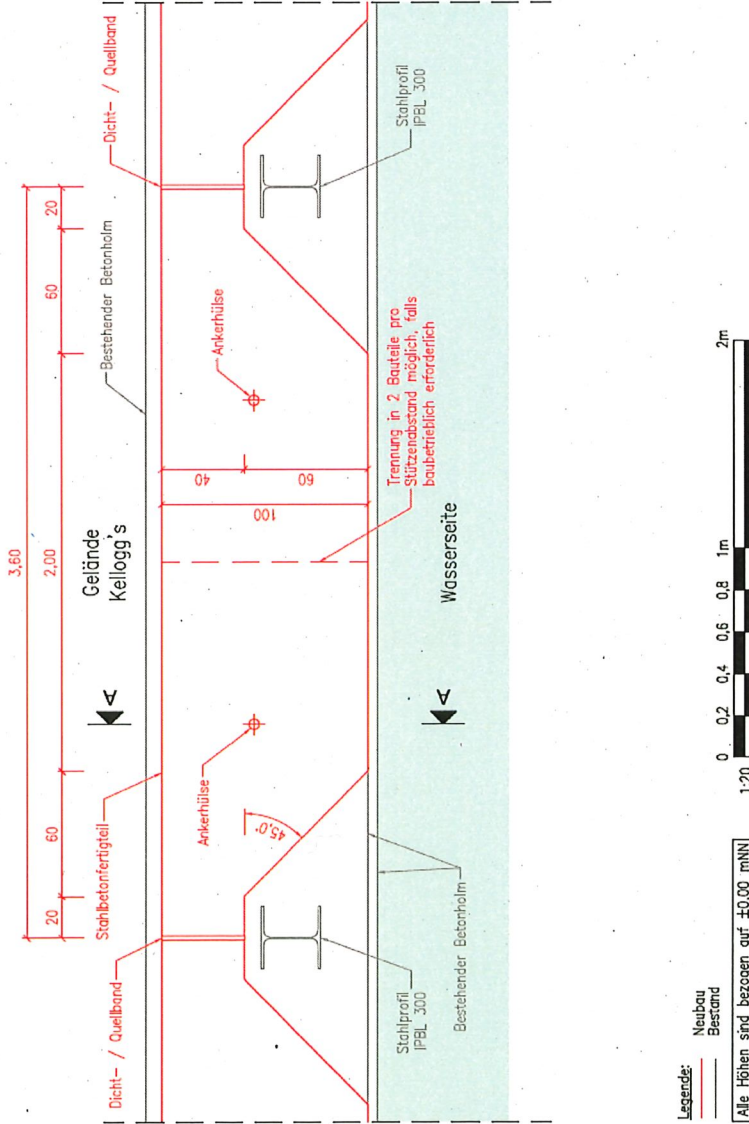 3,60
20
60
2,00
60
20
Dicht- / Quellband
Stahlbetonfertigteil
Gelände
Kellogg's
Bestehender Betonholm
Dicht- / Quellband
A
Ankerhülse
Ankerhülse
40
60
100
45,0°
Stahlprofil
IPBL 300
Stahlprofil
IPBL 300
Trennung in 2 Bauteile pro
Stützenabstand möglich, falls
baubetrieblich erforderlich
Bestehender Betonholm
A
Wasserseite
Legende:
Neubau
Bestand
0 0,2 0,4 0,6 0,8 1m 2m
1:20
Alle Höhen sind bezogen auf ±0.00 mNN